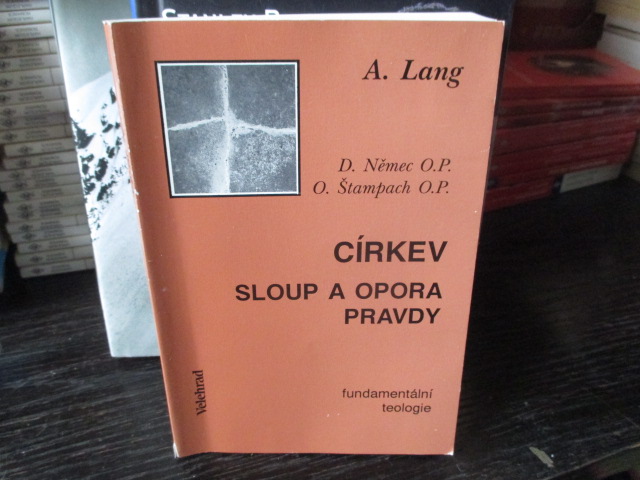 A. Lang
D. Němec O.P.
O. Štampach O.P.
CÍRKEV
SLOUP A OPORA
PRAVDY
fundamentální
teologie
Velehrad